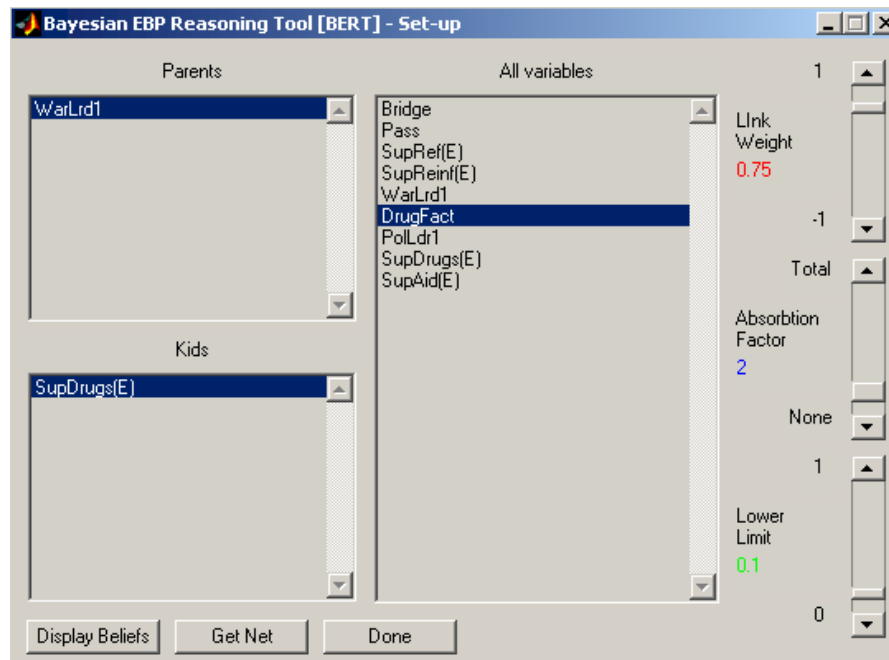 Bayesian EBP Reasoning Tool [BERT] - Set-up
Parents
WarLrd1
Kids
SupDrugs(E)
All variables
Bridge
Pass
SupRef(E)
SupReinf(E)
WarLrd1
DrugFact
PolLdr1
SupDrugs(E)
SupAid(E)
1
LInk
Weight
0.75
-1
Total
Absorbtion
Factor
2
None
1
Lower
Limit
0.1
0
Display Beliefs
Get Net
Done